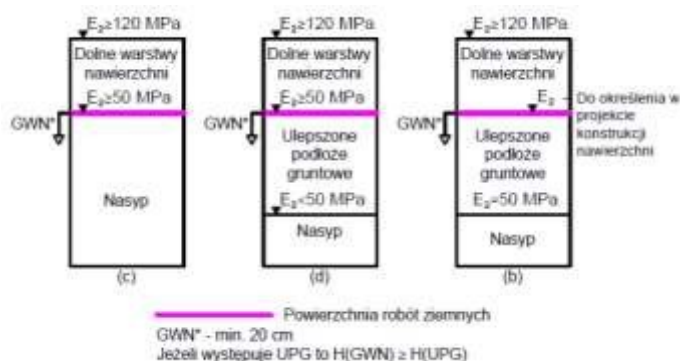 E₂≥120 MPa
Dolne warstwy
nawierzchni
E₂≥50 MPa
GWN*
Nasyp
(c)
E₂≥120 MPa
Dolne warstwy
nawierzchni
E₂≥50 MPa
GWN*
Ulepszone
podłoże
gruntowe
E₂<50 MPa
Nasyp
(d)
E₂≥120 MPa
Dolne warstwy
nawierzchni
E₂
Do określenia w
projekcie
konstrukcji
nawierzchni
GWN*
Ulepszone
podłoże
gruntowe
E₂=50 MPa
Nasyp
(b)
Powierzchnia robót ziemnych
GWN* - min. 20 cm
Jeżeli występuje UPG to H(GWN) ≥ H(UPG)